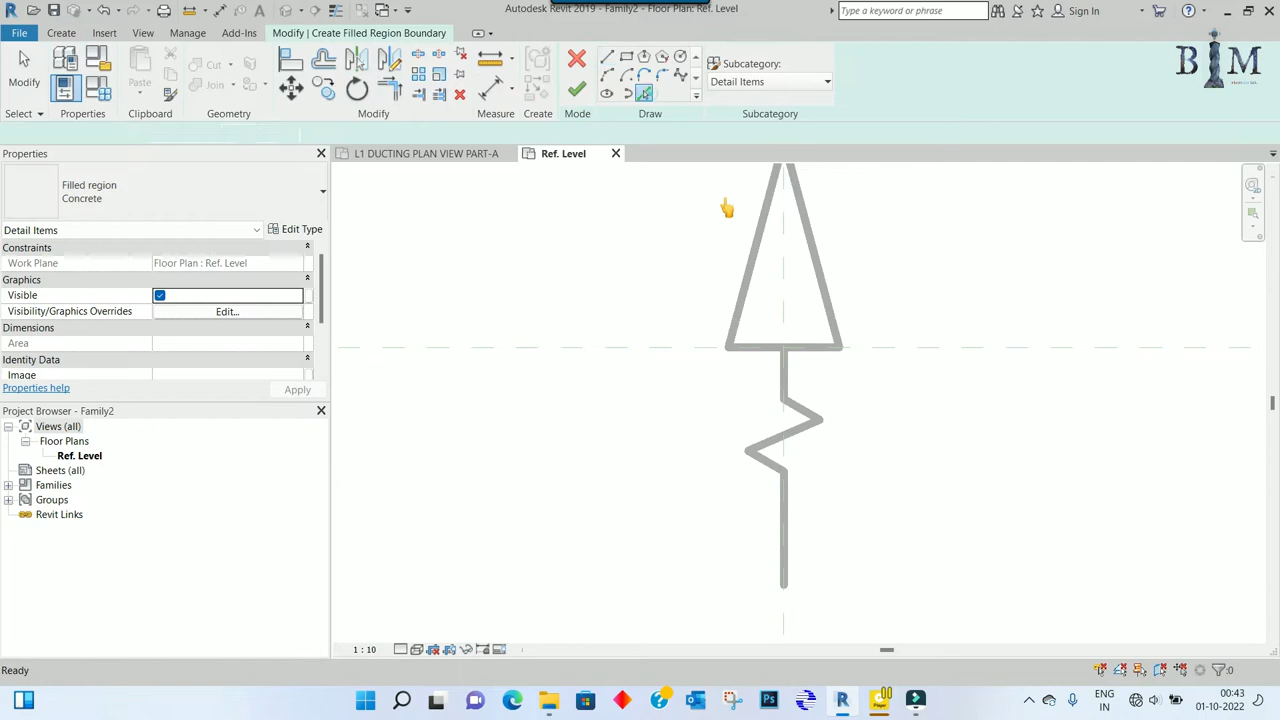 Autodesk Revit 2019 - Family2 - Floor Plan: Ref. Level
Type a keyword or phrase
Sign In
File
Create
Insert
View
Manage
Add-Ins
Modify | Create Filled Region Boundary
Modify
Paste
Cut
Join
Subcategory:
Detail Items
BIM
Select
Properties
Clipboard
Geometry
Modify
Measure
Create
Mode
Draw
Subcategory
Properties
L1 DUCTING PLAN VIEW PART-A
Ref. Level
Filled region
Concrete
Detail Items
Edit Type
Constraints
Work Plane
Floor Plan : Ref. Level
Graphics
Visible
Visibility/Graphics Overrides
Edit...
Dimensions
Area
Identity Data
Image
Properties help
Apply
Project Browser - Family2
Views (all)
Floor Plans
Ref. Level
Sheets (all)
Families
Groups
Revit Links
1 : 10
Ready
:0
ENG
IN
00:43
01-10-2022